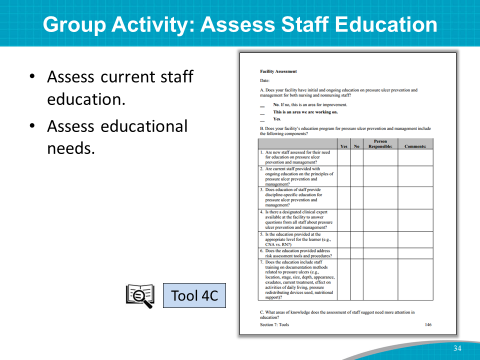 Group Activity: Assess Staff Education
• Assess current staff
education.
• Assess educational
needs.
Tool 4C
Facility Assessment
Date:
A. Does your facility have initial and ongoing education on pressure ulcer prevention and
management for both nursing and nonnursing staff?
__ No. If no, this is an area for improvement.
__ This is an area we are working on.
__ Yes.
B. Does your facility's education program for pressure ulcer prevention and management include
the following components?
Yes No Person Responsible: Comments:
1. Are new staff assessed for their need
for education on pressure ulcer
prevention and management?
2. Are current staff provided with
ongoing education on the principles of
pressure ulcer prevention and
management?
3. Does education of staff provide
discipline-specific education for
pressure ulcer prevention and
management?
4. Is there a designated clinical expert
available at the facility to answer
questions from all staff about pressure
ulcer prevention and management?
5. Is the education provided at the
appropriate level for the learner (e.g.,
CNA vs. RN?)
6. Does the education provided address
risk assessment tools and procedures?
7. Does the education include staff
training on documentation methods
related to pressure ulcers (e.g.,
location, stage, size, depth, appearance,
exudates, current treatment, effect on
activities of daily living, pressure
redistributing devices used, nutritional
support)?
C. What areas of knowledge does the assessment of staff suggest need more attention in
education?
Section 7: Tools 146
34